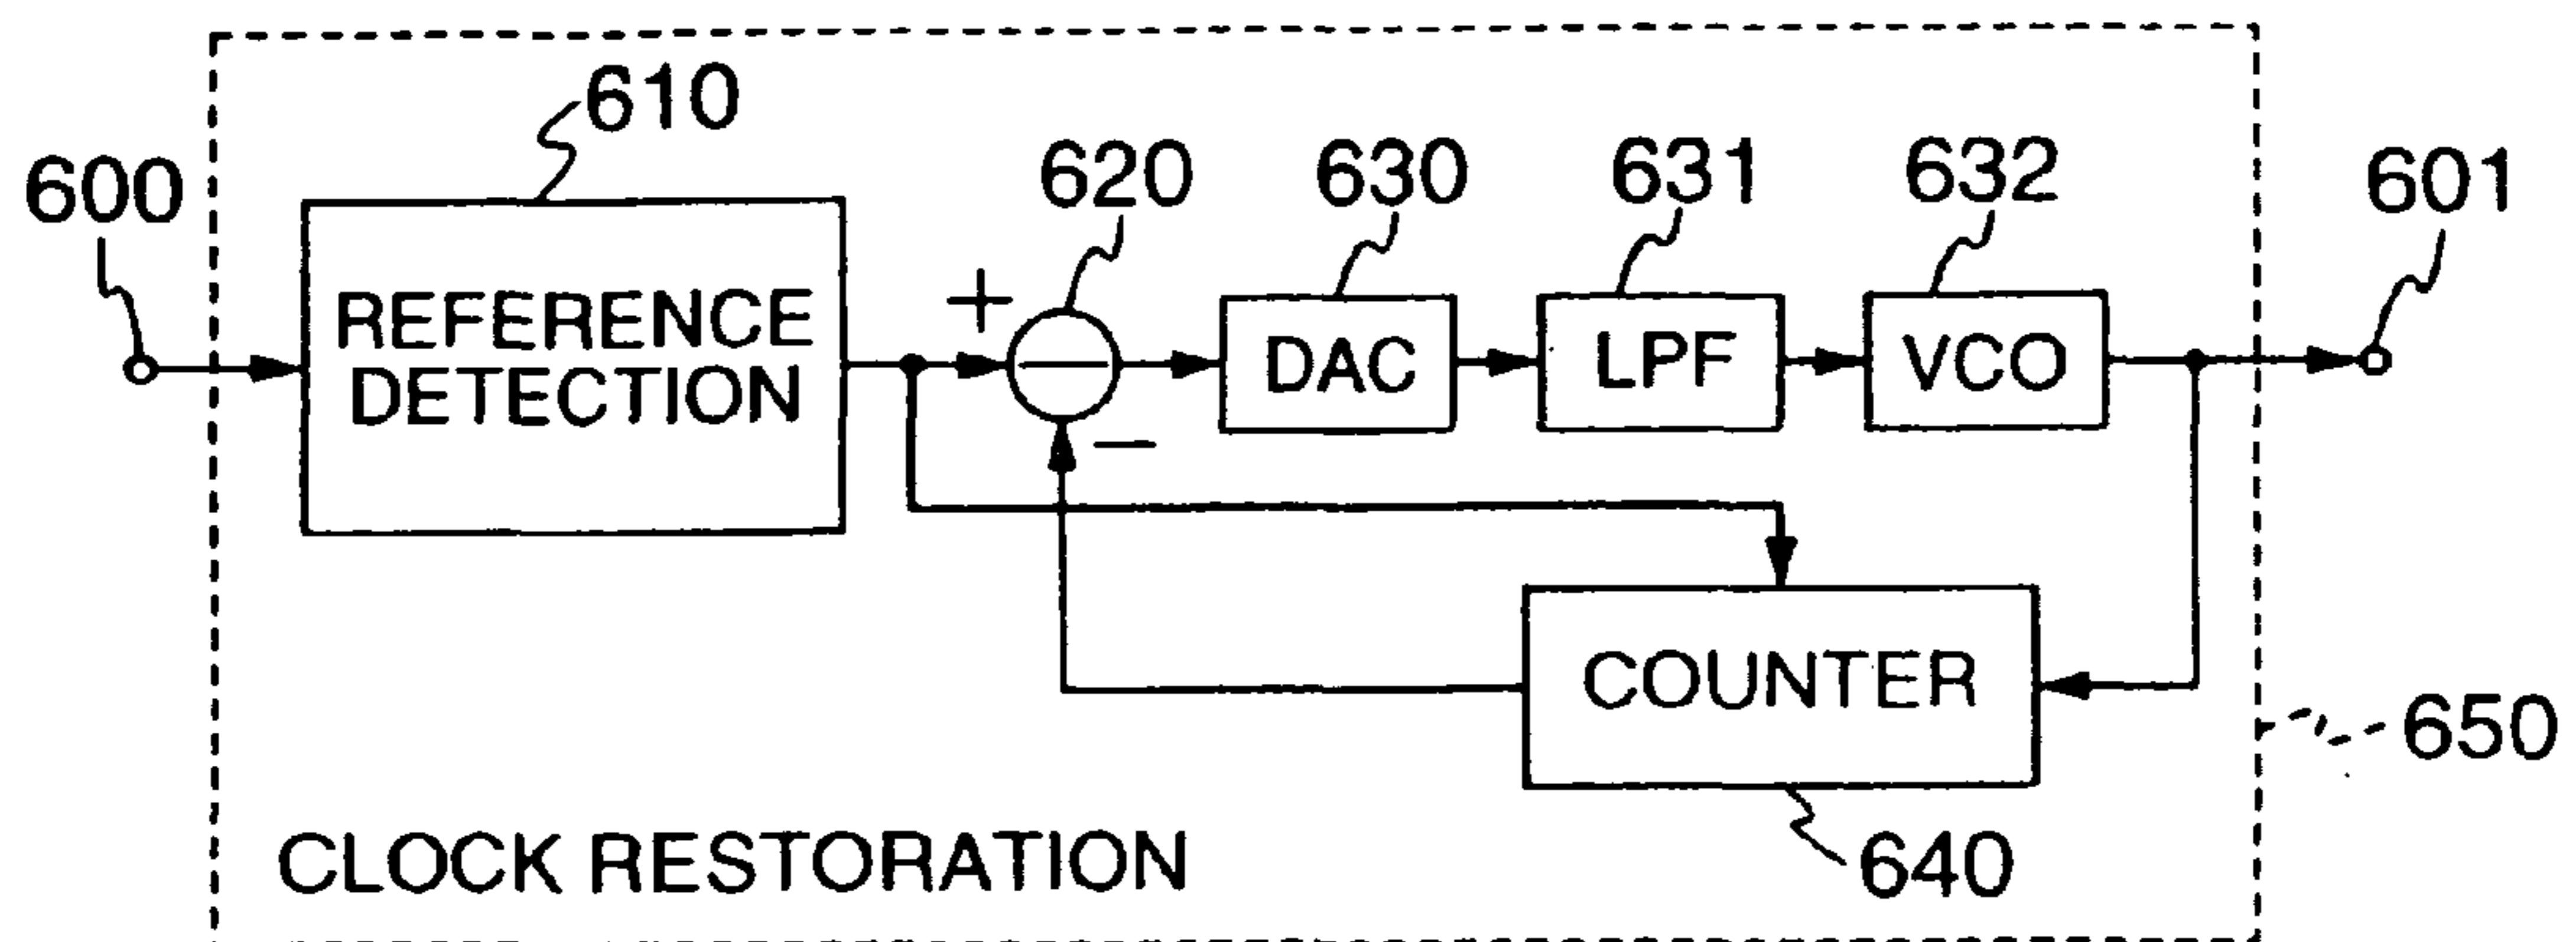 610
600
620
630
631
632
601
+
REFERENCE
DETECTION
DAC
LPF
VCO
−
COUNTER
650
CLOCK RESTORATION
640